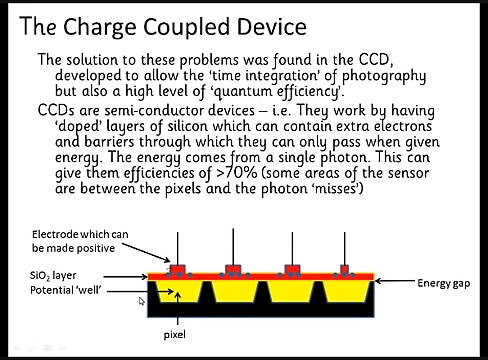 The Charge Coupled Device
The solution to these problems was found in the CCD,
developed to allow the 'time integration' of photography
but also a high level of 'quantum efficiency'.
CCDs are semi-conductor devices – i.e. They work by having
'doped' layers of silicon which can contain extra electrons
and barriers through which they can only pass when given
energy. The energy comes from a single photon. This can
give them efficiencies of >70% (some areas of the sensor
are between the pixels and the photon 'misses')
Electrode which can
be made positive
SiO2 layer
Potential 'well'
Energy gap
pixel